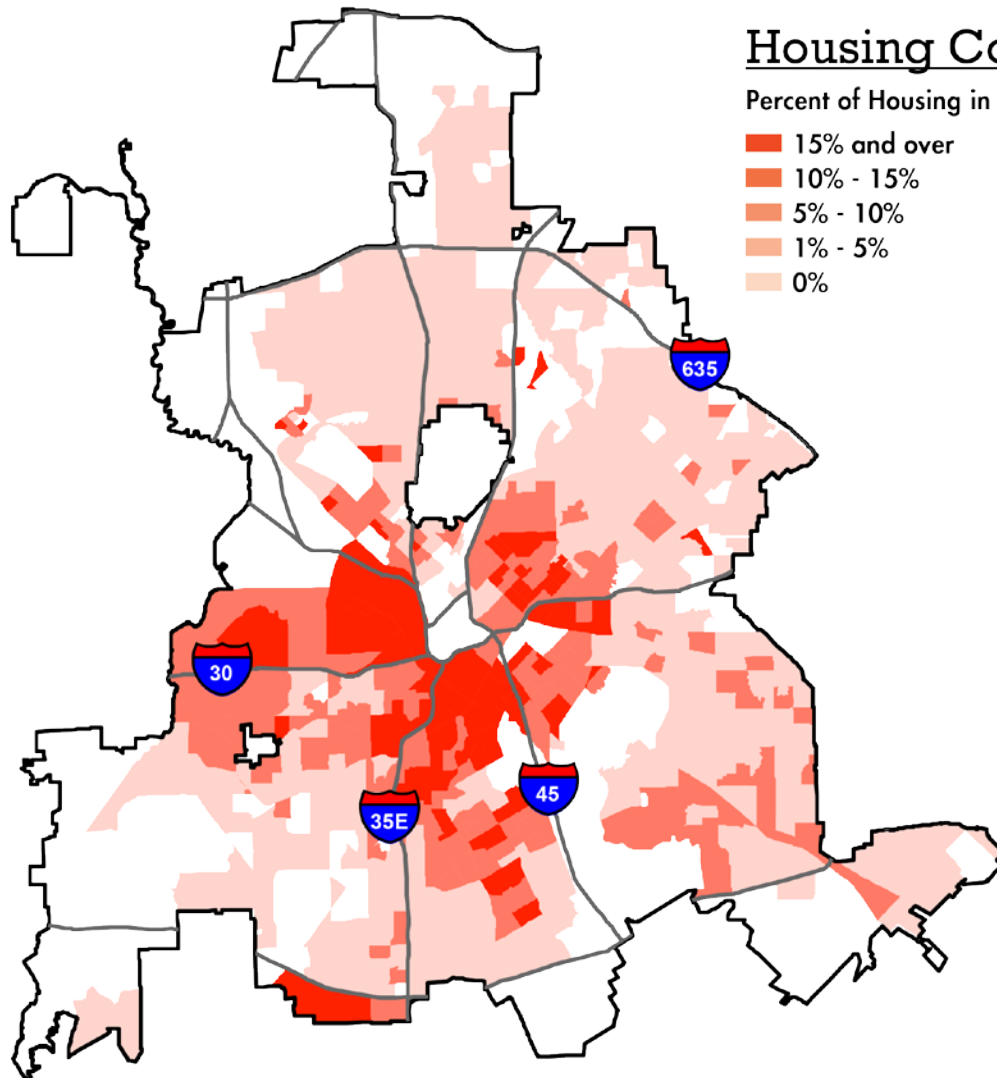 Housing Co
Percent of Housing in
15% and over
10% - 15%
5% - 10%
1% - 5%
0%
635
30
45
35E